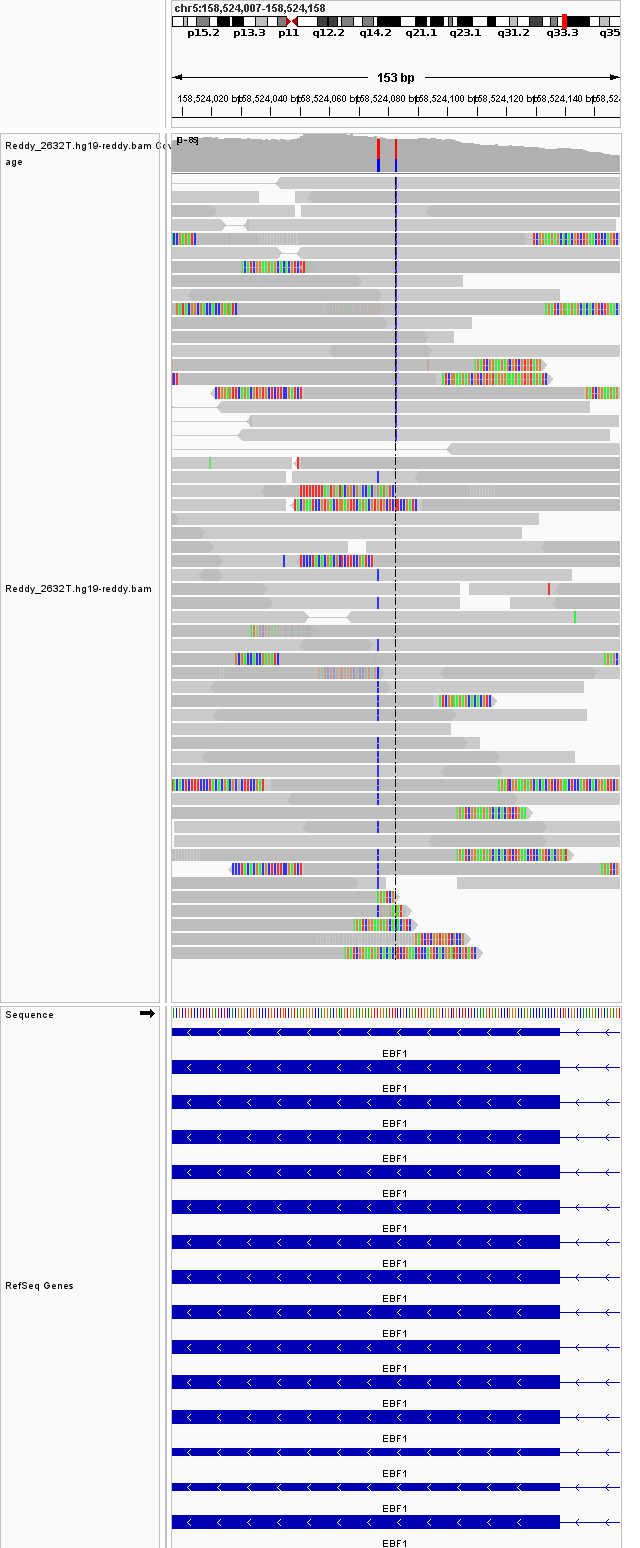 chr5:158,524,007-158,524,158
p15.2 p13.3 p11 q12.2 q14.2 q21.1 q23.1 q31.2 q33.3 q35
153 bp
158,524,020 bp 158,524,040 bp 158,524,060 bp 158,524,080 bp 158,524,100 bp 158,524,120 bp 158,524,140 bp 158,524
Reddy_2632T.hg19-reddy.bam Cov
age
Reddy_2632T.hg19-reddy.bam
Sequence
EBF1
EBF1
EBF1
EBF1
EBF1
EBF1
EBF1
RefSeq Genes
EBF1
EBF1
EBF1
EBF1
EBF1
EBF1
EBF1
EBF1